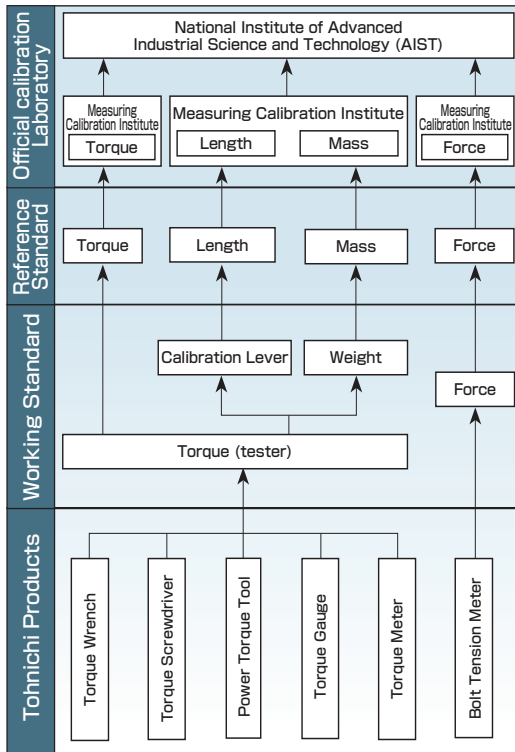 Official calibration
Laboratory
National Institute of Advanced
Industrial Science and Technology (AIST)
Measuring
Calibration Institute
Torque
Measuring Calibration Institute
Length
Mass
Measuring
Calibration Institute
Force
Reference
Standard
Torque
Length
Mass
Force
Working Standard
Calibration Lever
Weight
Force
Torque (tester)
Tohnichi Products
Torque Wrench
Torque Screwdriver
Power Torque Tool
Torque Gauge
Torque Meter
Bolt Tension Meter